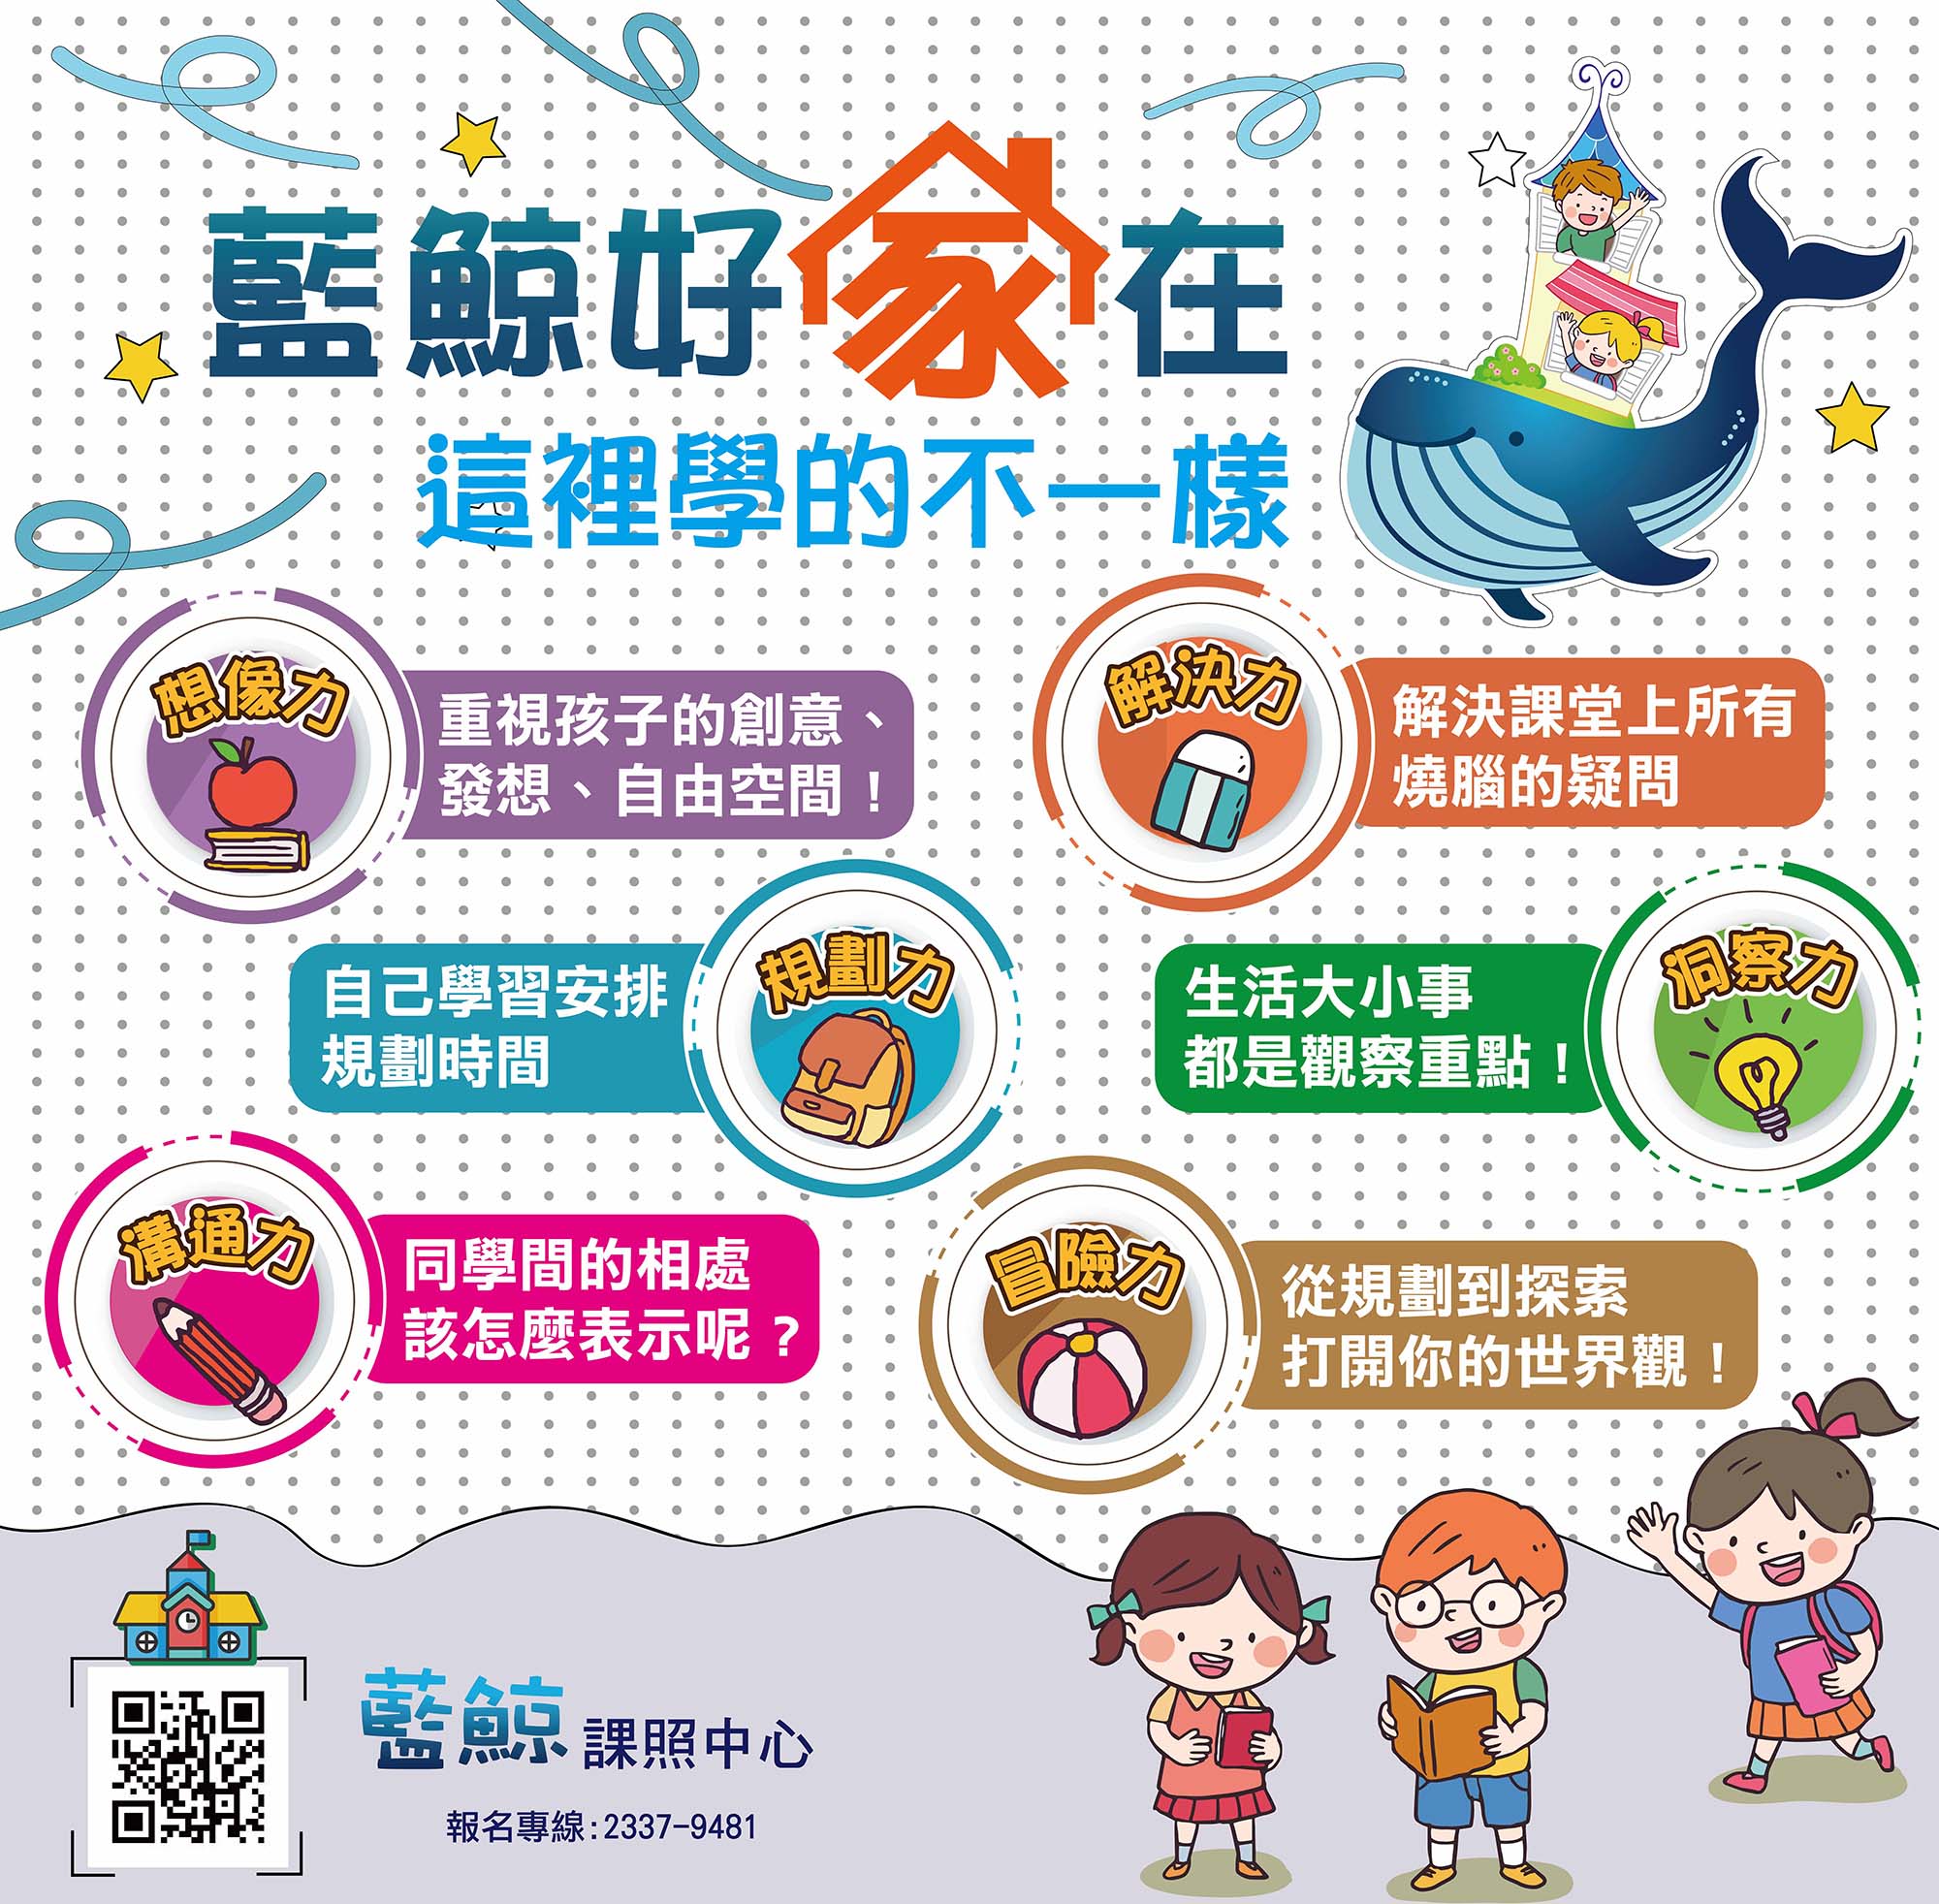 藍鯨好家在
這裡學的不一樣
想像力
重視孩子的創意、
發想、自由空間！
解決力
解決課堂上所有
燒腦的疑問
規劃力
自己學習安排
規劃時間
洞察力
生活大小事
都是觀察重點！
溝通力
同學間的相處
該怎麼表示呢？
冒險力
從規劃到探索
打開你的世界觀！
藍鯨課照中心
報名專線:2337-9481